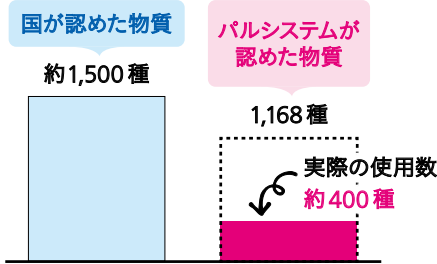 国が認めた物質
約1,500種
パルシステムが
認めた物質
1,168種
実際の使用数
約400種